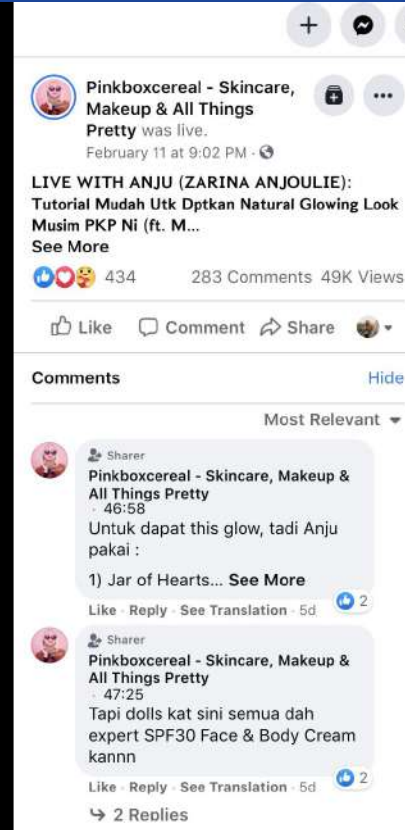 Pinkboxcereal - Skincare,
Makeup & All Things
Pretty was live.
February 11 at 9:02 PM ·
LIVE WITH ANJU (ZARINA ANJOULIE):
Tutorial Mudah Utk Dptkan Natural Glowing Look
Musim PKP Ni (ft. M...
See More
434 283 Comments 49K Views
Like Comment Share
Comments Hide
Most Relevant
Sharer
Pinkboxcereal - Skincare, Makeup &
All Things Pretty
· 46:58
Untuk dapat this glow, tadi Anju
pakai :
1) Jar of Hearts... See More
2
Like · Reply · See Translation · 5d
Sharer
Pinkboxcereal - Skincare, Makeup &
All Things Pretty
· 47:25
Tapi dolls kat sini semua dah
expert SPF30 Face & Body Cream
kannn
2
Like · Reply · See Translation · 5d
2 Replies